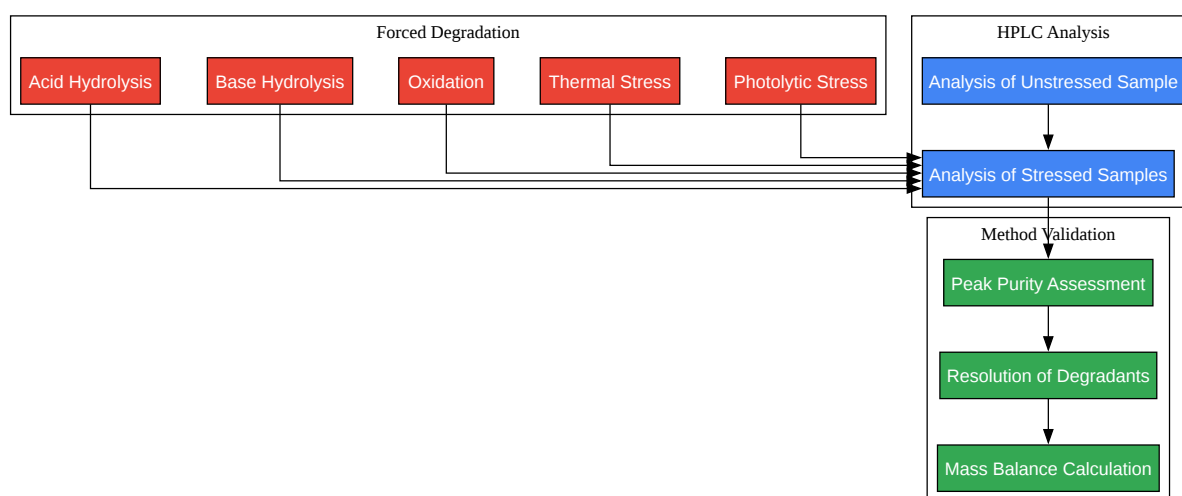 Forced Degradation
Acid Hydrolysis
Base Hydrolysis
Oxidation
Thermal Stress
Photolytic Stress
HPLC Analysis
Analysis of Unstressed Sample
Analysis of Stressed Samples
Method Validation
Peak Purity Assessment
Resolution of Degradants
Mass Balance Calculation